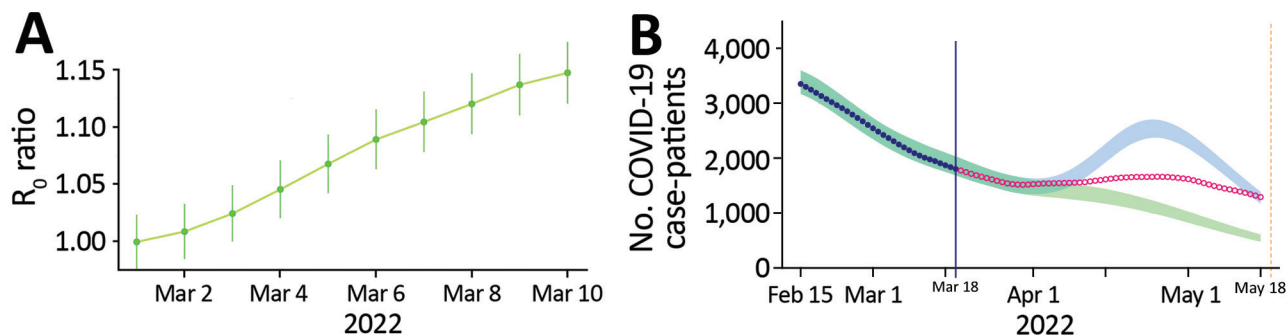 A
R0 ratio
1.15
1.10
1.05
1.00
Mar 2
Mar 4
Mar 6
Mar 8
Mar 10
2022
B
No. COVID-19
case-patients
4,000
3,000
2,000
1,000
0
Feb 15
Mar 1
Mar 18
Apr 1
May 1
May 18
2022